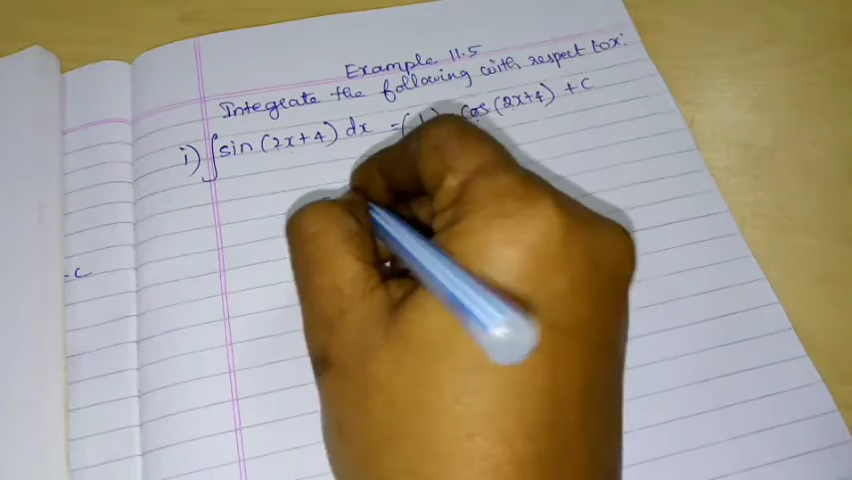 Example 11.5
Integrate the following with respect to x:
i) ∫ sin (2x+4) dx = (1) - cos (2x+4) + c
- c